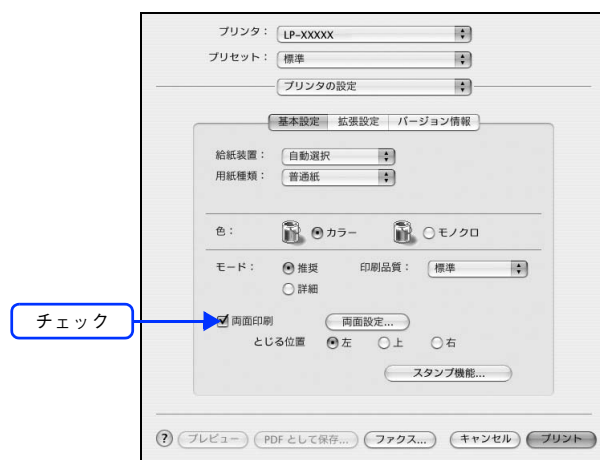 プリンタ： LP-XXXXX
プリセット： 標準
プリンタの設定
基本設定 拡張設定 バージョン情報
給紙装置： 自動選択
用紙種類： 普通紙
色： カラー モノクロ
モード： 推奨 印刷品質： 標準
詳細
チェック
両面印刷 両面設定...
とじる位置 左 上 右
スタンプ機能...
? プレビュー PDF として保存... ファクス... キャンセル プリント